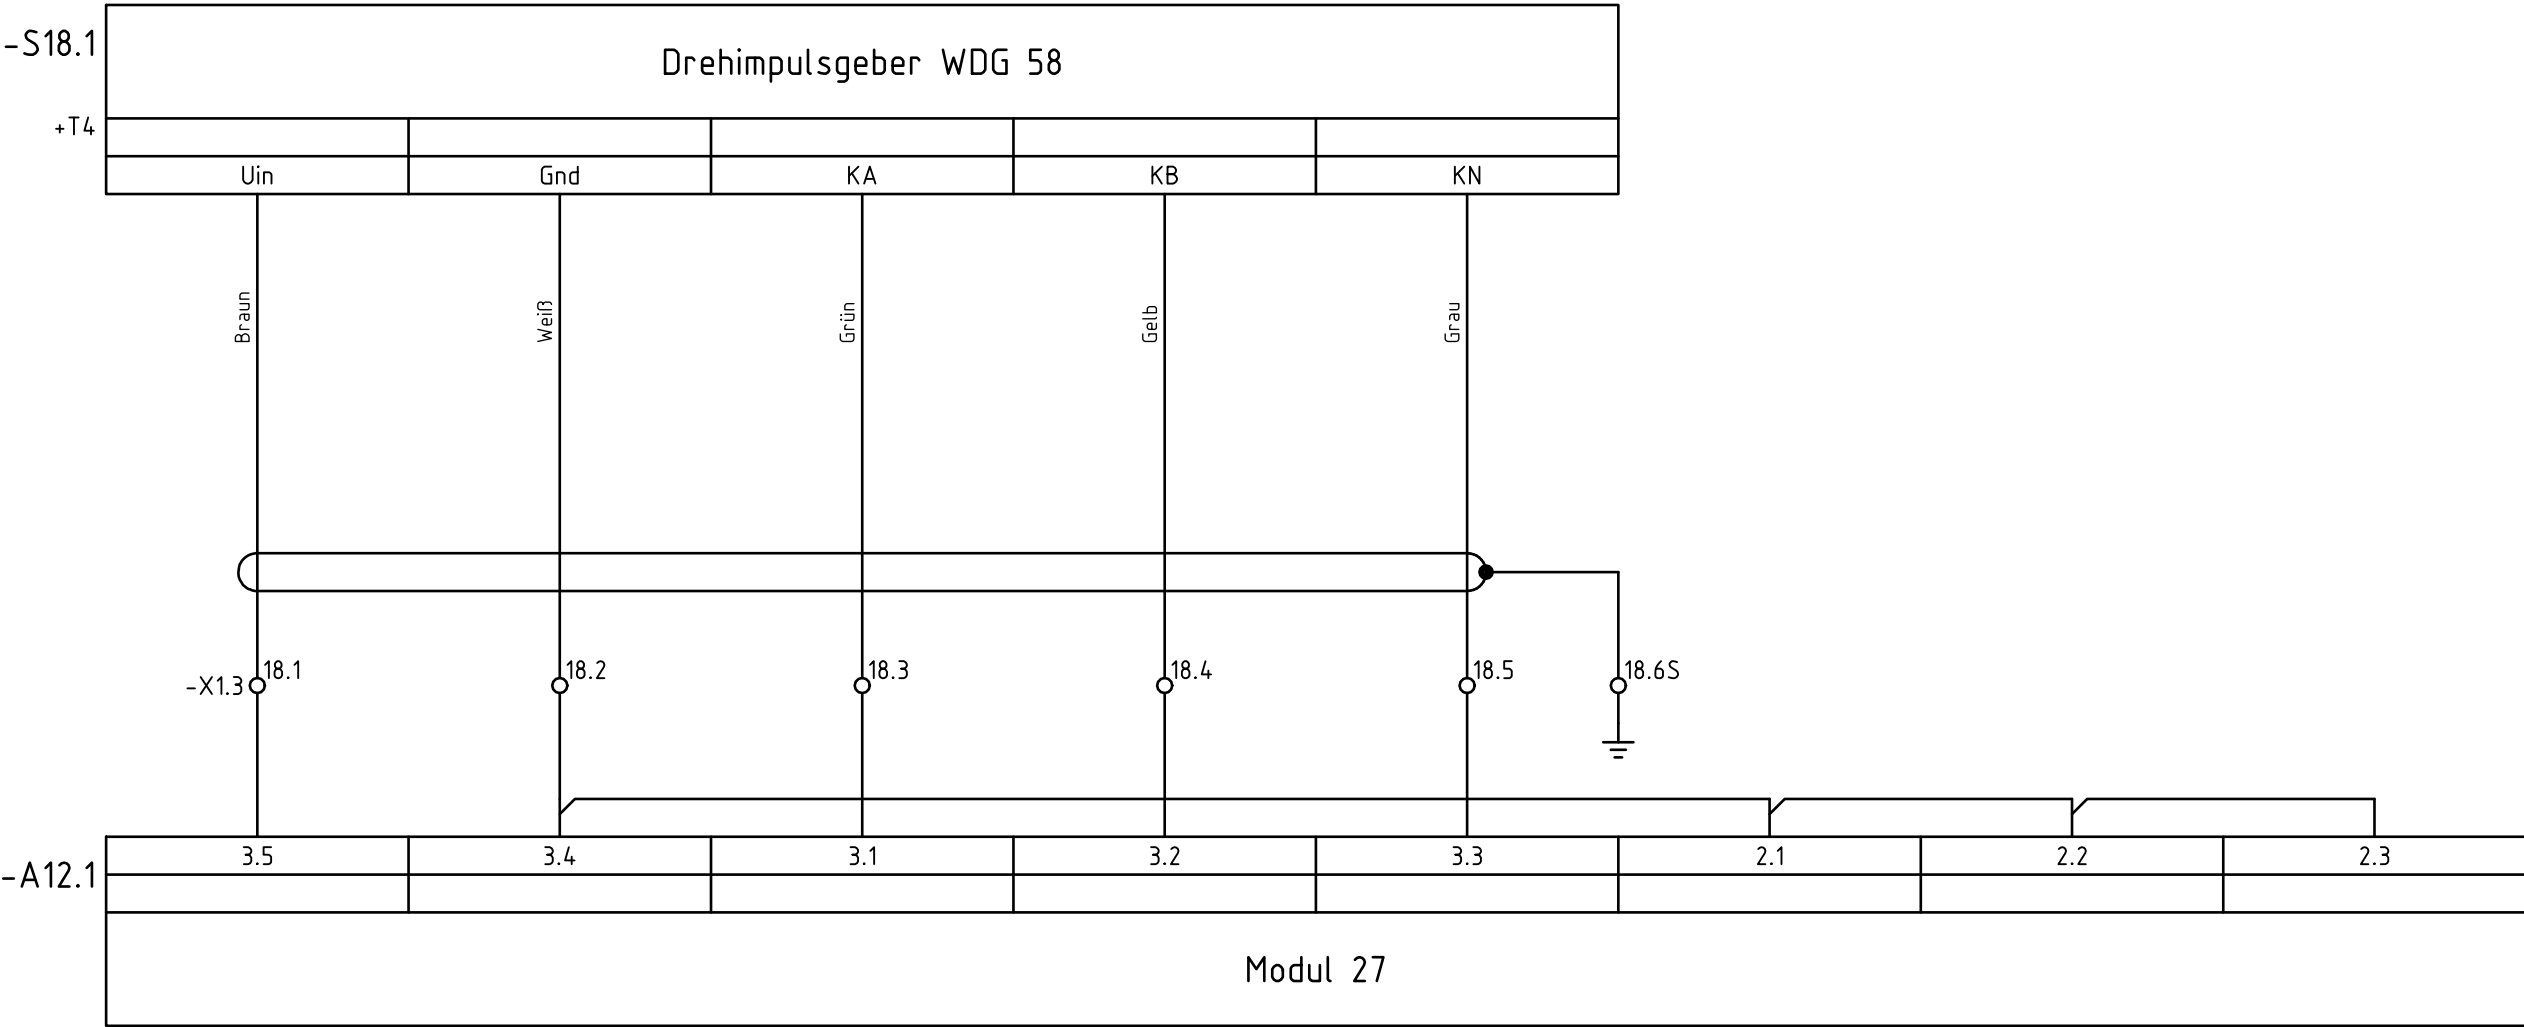 -S18.1
Drehimpulsgeber WDG 58
+T4
Uin Gnd KA KB KN
Braun Weiß Grün Gelb Grau
-X1.3 18.1 18.2 18.3 18.4 18.5 18.6S
-A12.1
3.5 3.4 3.1 3.2 3.3 2.1 2.2 2.3
Modul 27